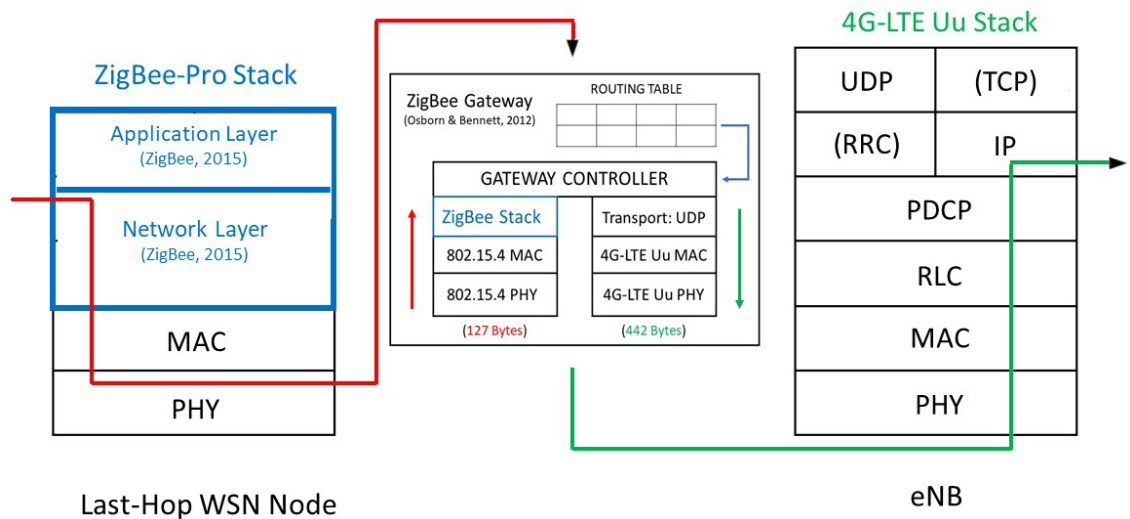 ZigBee-Pro Stack
Application Layer
(ZigBee, 2015)
Network Layer
(ZigBee, 2015)
MAC
PHY
Last-Hop WSN Node
ZigBee Gateway
(Osborn & Bennett, 2012)
ROUTING TABLE
GATEWAY CONTROLLER
ZigBee Stack
Transport: UDP
802.15.4 MAC
4G-LTE Uu MAC
802.15.4 PHY
4G-LTE Uu PHY
(127 Bytes)
(442 Bytes)
4G-LTE Uu Stack
UDP
(TCP)
(RRC)
IP
PDCP
RLC
MAC
PHY
eNB